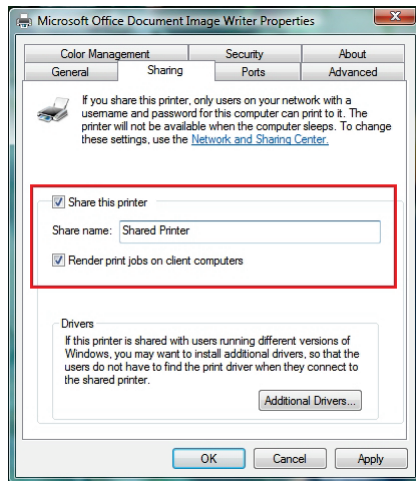 Microsoft Office Document Image Writer Properties
Color Management Security About
General Sharing Ports Advanced
If you share this printer, only users on your network with a
username and password for this computer can print to it. The
printer will not be available when the computer sleeps. To change
these settings, use the Network and Sharing Center.
Share this printer
Share name: Shared Printer
Render print jobs on client computers
Drivers
If this printer is shared with users running different versions of
Windows, you may want to install additional drivers, so that the
users do not have to find the print driver when they connect to
the shared printer.
Additional Drivers...
OK Cancel Apply